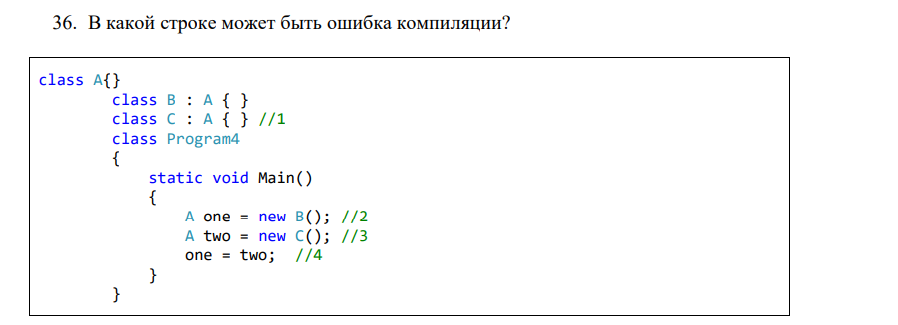 36. В какой строке может быть ошибка компиляции?
class A{}
class B : A { }
class C : A { } //1
class Program4
{
static void Main()
{
A one = new B(); //2
A two = new C(); //3
one = two; //4
}
}